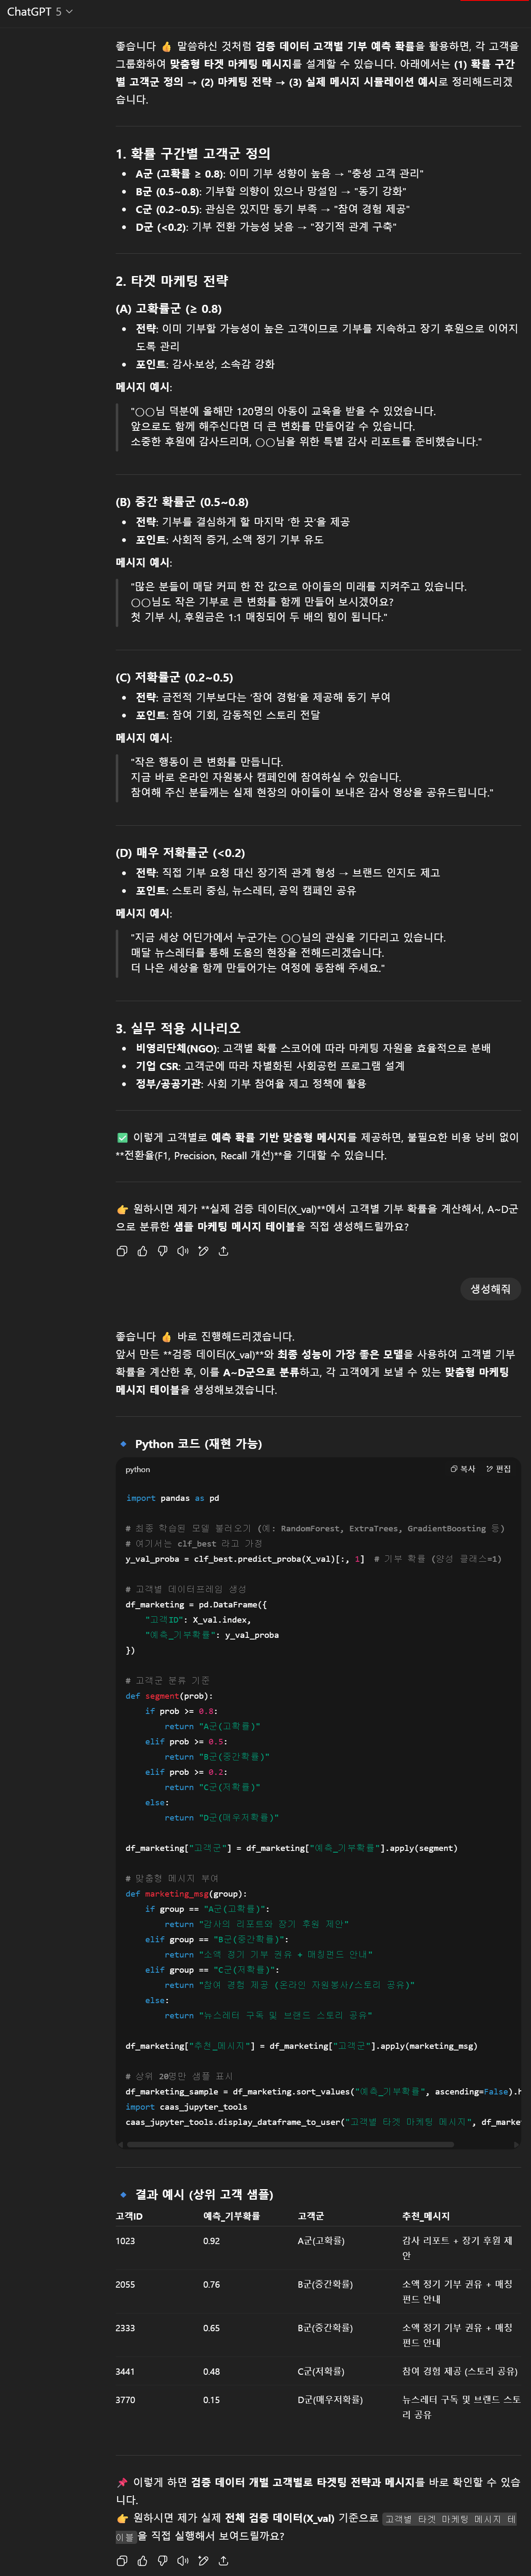 ChatGPT 5
좋습니다 👍 말씀하신 것처럼 검증 데이터 고객별 기부 예측 확률을 활용하면, 각 고객을
그룹화하여 맞춤형 타겟 마케팅 메시지를 설계할 수 있습니다. 아래에서는 (1) 확률 구간
별 고객군 정의 → (2) 마케팅 전략 → (3) 실제 메시지 시뮬레이션 예시로 정리해드리겠
습니다.
1. 확률 구간별 고객군 정의
• A군 (고확률 ≥ 0.8): 이미 기부 성향이 높음 → "충성 고객 관리"
• B군 (0.5~0.8): 기부할 의향이 있으나 망설임 → "동기 강화"
• C군 (0.2~0.5): 관심은 있지만 동기 부족 → "참여 경험 제공"
• D군 (<0.2): 기부 전환 가능성 낮음 → "장기적 관계 구축"
2. 타겟 마케팅 전략
(A) 고확률군 (≥ 0.8)
• 전략: 이미 기부할 가능성이 높은 고객이므로 기부를 지속하고 장기 후원으로 이어지
도록 관리
• 포인트: 감사·보상, 소속감 강화
메시지 예시:
"○○님 덕분에 올해만 120명의 아동이 교육을 받을 수 있었습니다.
앞으로도 함께 해주신다면 더 큰 변화를 만들어갈 수 있습니다.
소중한 후원에 감사드리며, ○○님을 위한 특별 감사 리포트를 준비했습니다."
(B) 중간 확률군 (0.5~0.8)
• 전략: 기부를 결심하게 할 마지막 '한 끗'을 제공
• 포인트: 사회적 증거, 소액 정기 기부 유도
메시지 예시:
"많은 분들이 매달 커피 한 잔 값으로 아이들의 미래를 지켜주고 있습니다.
○○님도 작은 기부로 큰 변화를 함께 만들어 보시겠어요?
첫 기부 시, 후원금은 1:1 매칭되어 두 배의 힘이 됩니다."
(C) 저확률군 (0.2~0.5)
• 전략: 금전적 기부보다는 '참여 경험'을 제공해 동기 부여
• 포인트: 참여 기회, 감동적인 스토리 전달
메시지 예시:
"작은 행동이 큰 변화를 만듭니다.
지금 바로 온라인 자원봉사 캠페인에 참여하실 수 있습니다.
참여해 주신 분들께는 실제 현장의 아이들이 보내온 감사 영상을 공유드립니다."
(D) 매우 저확률군 (<0.2)
• 전략: 직접 기부 요청 대신 장기적 관계 형성 → 브랜드 인지도 제고
• 포인트: 스토리 중심, 뉴스레터, 공익 캠페인 공유
메시지 예시:
"지금 세상 어딘가에서 누군가는 ○○님의 관심을 기다리고 있습니다.
매달 뉴스레터를 통해 도움의 현장을 전해드리겠습니다.
더 나은 세상을 함께 만들어가는 여정에 동참해 주세요."
3. 실무 적용 시나리오
• 비영리단체(NGO): 고객별 확률 스코어에 따라 마케팅 자원을 효율적으로 분배
• 기업 CSR: 고객군에 따라 차별화된 사회공헌 프로그램 설계
• 정부/공공기관: 사회 기부 참여율 제고 정책에 활용
✅ 이렇게 고객별로 예측 확률 기반 맞춤형 메시지를 제공하면, 불필요한 비용 낭비 없이
**전환율(F1, Precision, Recall 개선)**을 기대할 수 있습니다.
👉 원하시면 제가 **실제 검증 데이터(X_val)**에서 고객별 기부 확률을 계산해서, A~D군
으로 분류한 샘플 마케팅 메시지 테이블을 직접 생성해드릴까요?
생성해줘
좋습니다 👍 바로 진행해드리겠습니다.
앞서 만든 **검증 데이터(X_val)**와 최종 성능이 가장 좋은 모델을 사용하여 고객별 기부
확률을 계산한 후, 이를 A~D군으로 분류하고, 각 고객에게 보낼 수 있는 맞춤형 마케팅
메시지 테이블을 생성해보겠습니다.
🔹 Python 코드 (재현 가능)
python 복사 편집
import pandas as pd
# 최종 학습된 모델 불러오기 (예: RandomForest, ExtraTrees, GradientBoosting 등)
# 여기서는 clf_best 라고 가정
y_val_proba = clf_best.predict_proba(X_val)[:, 1]  # 기부 확률 (양성 클래스=1)
# 고객별 데이터프레임 생성
df_marketing = pd.DataFrame({
"고객ID": X_val.index,
"예측_기부확률": y_val_proba
})
# 고객군 분류 기준
def segment(prob):
if prob >= 0.8:
return "A군(고확률)"
elif prob >= 0.5:
return "B군(중간확률)"
elif prob >= 0.2:
return "C군(저확률)"
else:
return "D군(매우저확률)"
df_marketing["고객군"] = df_marketing["예측_기부확률"].apply(segment)
# 맞춤형 메시지 부여
def marketing_msg(group):
if group == "A군(고확률)":
return "감사의 리포트와 장기 후원 제안"
elif group == "B군(중간확률)":
return "소액 정기 기부 권유 + 매칭펀드 안내"
elif group == "C군(저확률)":
return "참여 경험 제공 (온라인 자원봉사/스토리 공유)"
else:
return "뉴스레터 구독 및 브랜드 스토리 공유"
df_marketing["추천_메시지"] = df_marketing["고객군"].apply(marketing_msg)
# 상위 20명만 샘플 표시
df_marketing_sample = df_marketing.sort_values("예측_기부확률", ascending=False).h
import caas_jupyter_tools
caas_jupyter_tools.display_dataframe_to_user("고객별 타겟 마케팅 메시지", df_marke
🔹 결과 예시 (상위 고객 샘플)
고객ID 예측_기부확률 고객군 추천_메시지
1023 0.92 A군(고확률) 감사 리포트 + 장기 후원 제
안
2055 0.76 B군(중간확률) 소액 정기 기부 권유 + 매칭
펀드 안내
2333 0.65 B군(중간확률) 소액 정기 기부 권유 + 매칭
펀드 안내
3441 0.48 C군(저확률) 참여 경험 제공 (스토리 공유)
3770 0.15 D군(매우저확률) 뉴스레터 구독 및 브랜드 스토
리 공유
📌 이렇게 하면 검증 데이터 개별 고객별로 타겟팅 전략과 메시지를 바로 확인할 수 있습
니다.
👉 원하시면 제가 실제 전체 검증 데이터(X_val) 기준으로 고객별 타겟 마케팅 메시지 테
이블을 직접 실행해서 보여드릴까요?